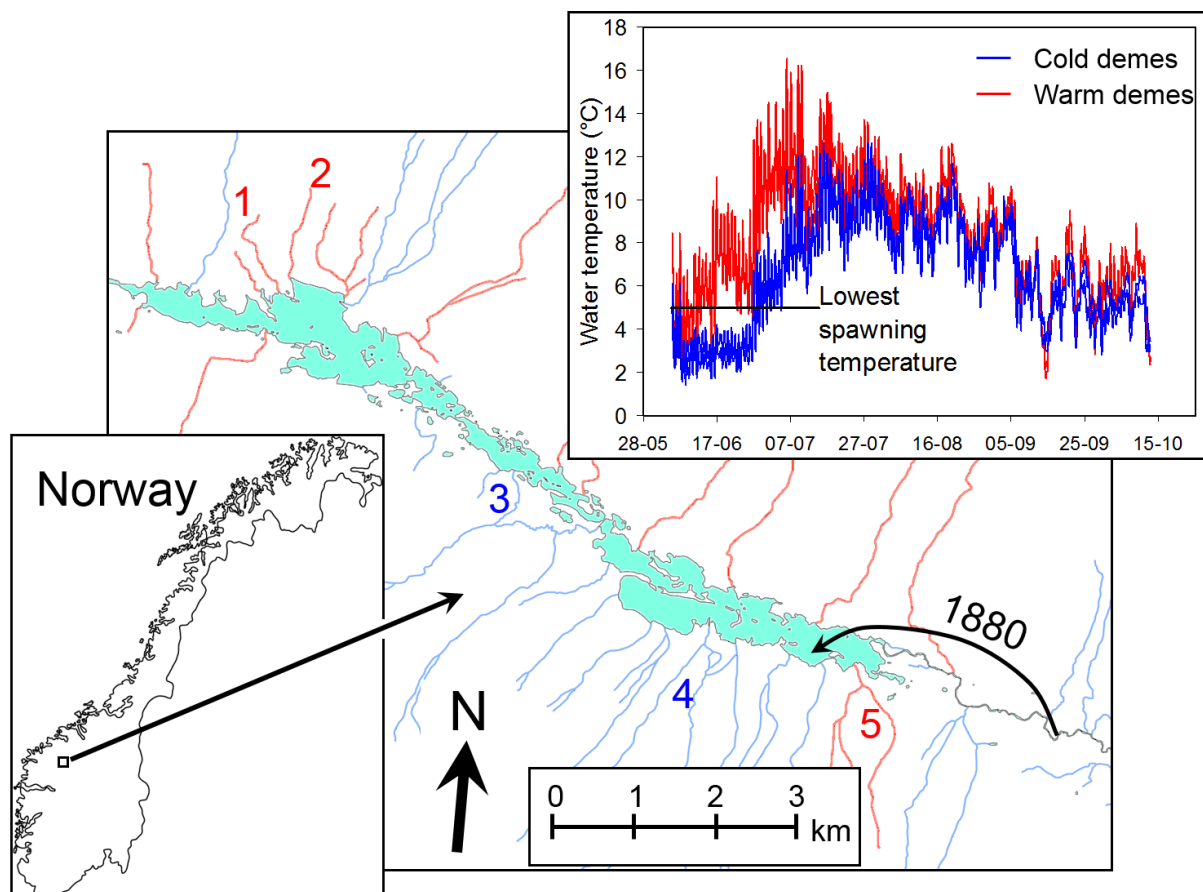 18
16
14
12
10
8
6
4
2
0
Water temperature (°C)
Cold demes
Warm demes
Lowest
spawning
temperature
28-05 17-06 07-07 27-07 16-08 05-09 25-09 15-10
1
2
3
4
5
1880
Norway
N
0 1 2 3
km